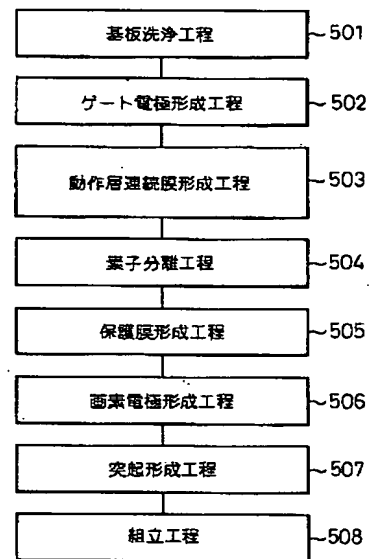 基板洗浄工程 ~501
ゲート電極形成工程 ~502
動作層連続膜形成工程 ~503
素子分離工程 ~504
保護膜形成工程 ~505
画素電極形成工程 ~506
突起形成工程 ~507
組立工程 ~508